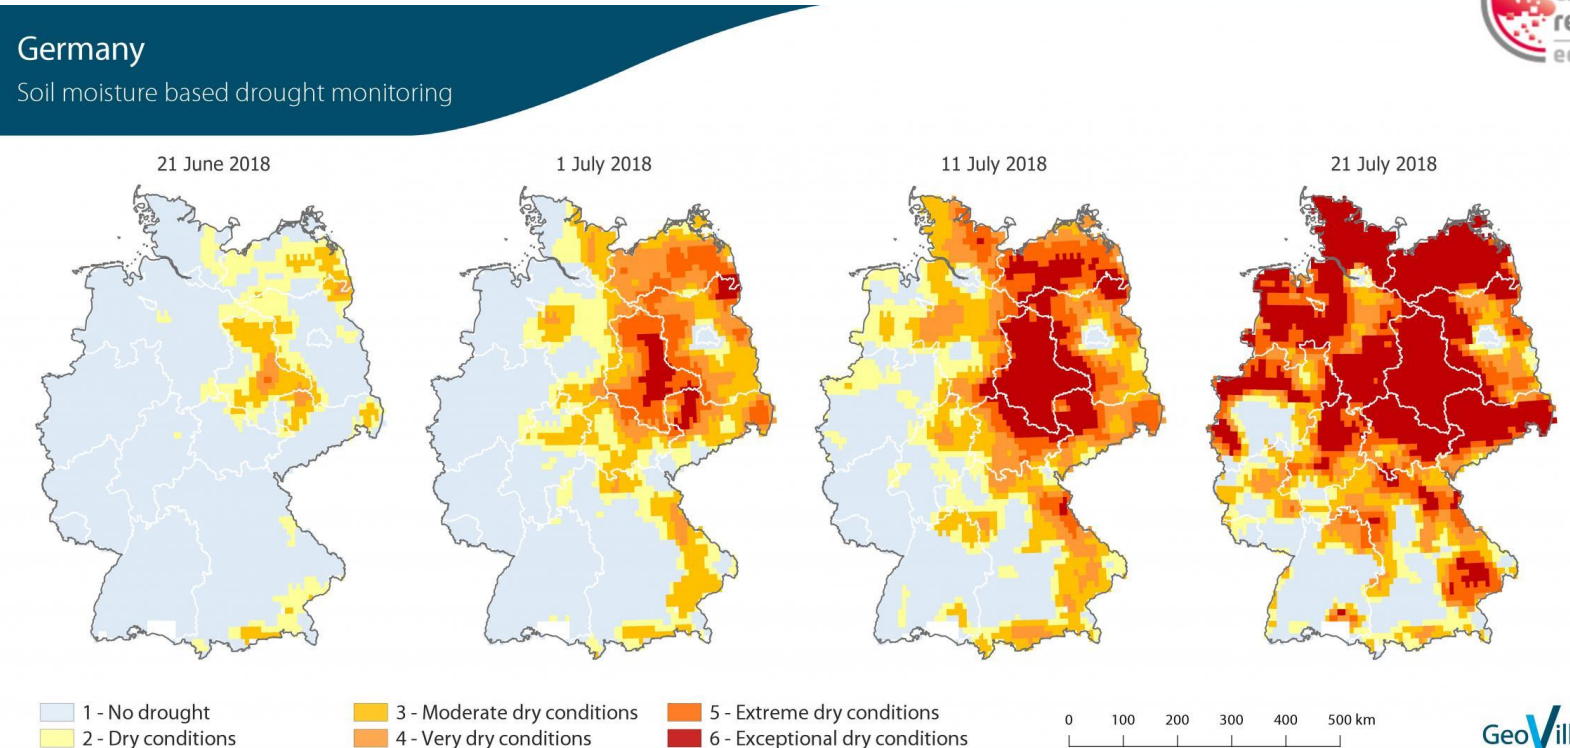 Germany
Soil moisture based drought monitoring
21 June 2018
1 July 2018
11 July 2018
21 July 2018
1 - No drought
2 - Dry conditions
3 - Moderate dry conditions
4 - Very dry conditions
5 - Extreme dry conditions
6 - Exceptional dry conditions
0 100 200 300 400 500 km